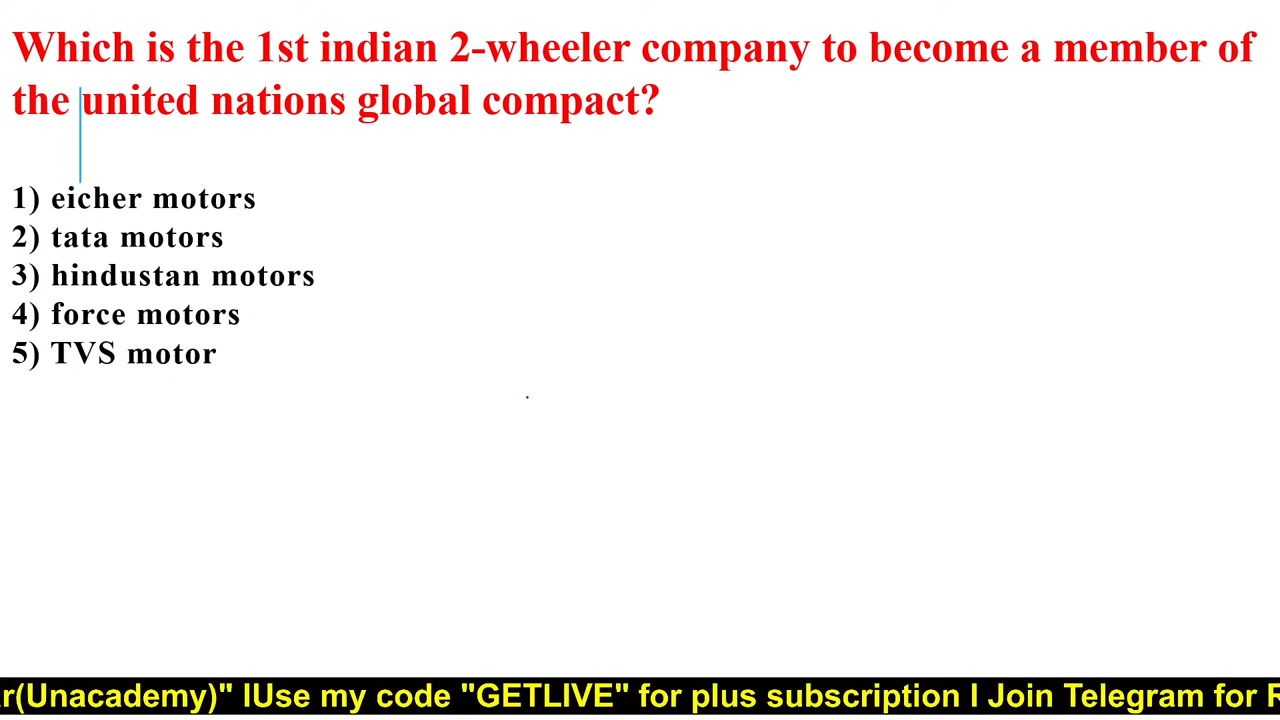 Which is the 1st indian 2-wheeler company to become a member of
the united nations global compact?
1) eicher motors
2) tata motors
3) hindustan motors
4) force motors
5) TVS motor
ar(Unacademy)" IUse my code "GETLIVE" for plus subscription I Join Telegram for